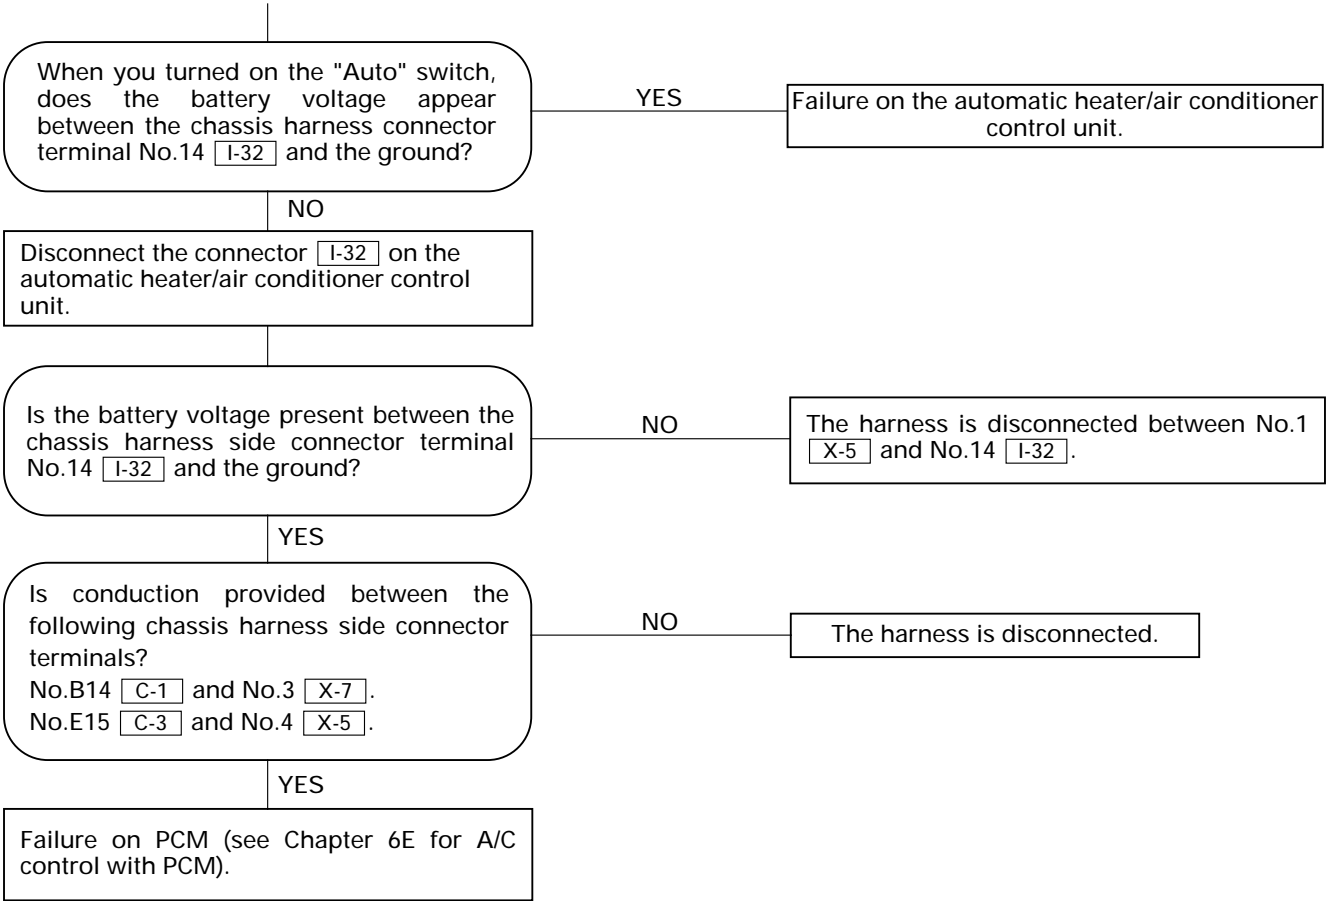 When you turned on the "Auto" switch,
does the battery voltage appear
between the chassis harness connector
terminal No.14 I-32 and the ground?
YES
Failure on the automatic heater/air conditioner
control unit.
NO
Disconnect the connector I-32 on the
automatic heater/air conditioner control
unit.
Is the battery voltage present between the
chassis harness side connector terminal
No.14 I-32 and the ground?
NO
The harness is disconnected between No.1
X-5 and No.14 I-32.
YES
Is conduction provided between the
following chassis harness side connector
terminals?
No.B14 C-1 and No.3 X-7.
No.E15 C-3 and No.4 X-5.
NO
The harness is disconnected.
YES
Failure on PCM (see Chapter 6E for A/C
control with PCM).